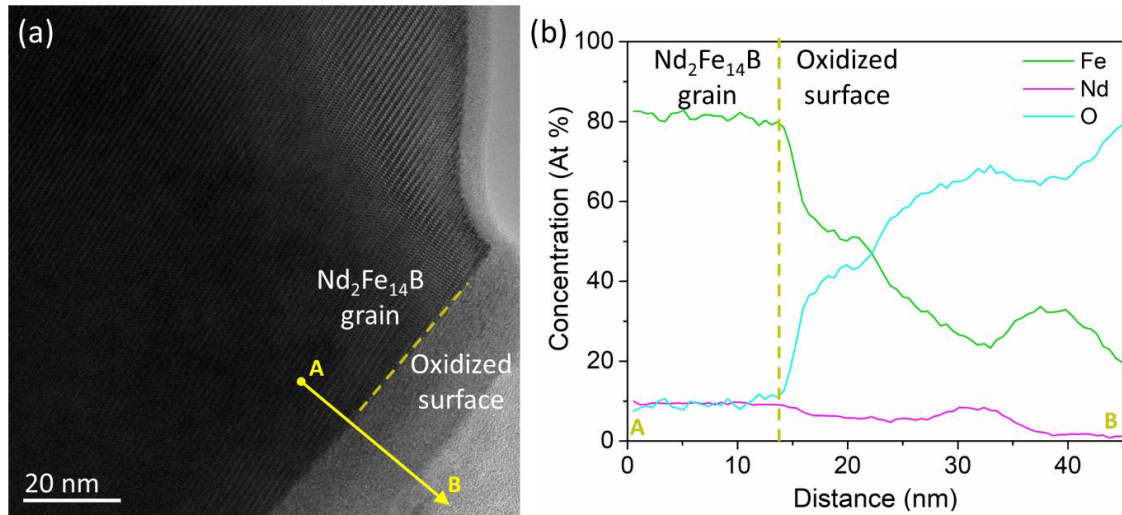 (a)
Nd₂Fe₁₄B
grain
Oxidized
surface
A
B
20 nm
(b)
Concentration (At %)
100
80
60
40
20
0
Nd₂Fe₁₄B
grain
Oxidized
surface
Fe
Nd
O
A
B
0
10
20
30
40
Distance (nm)